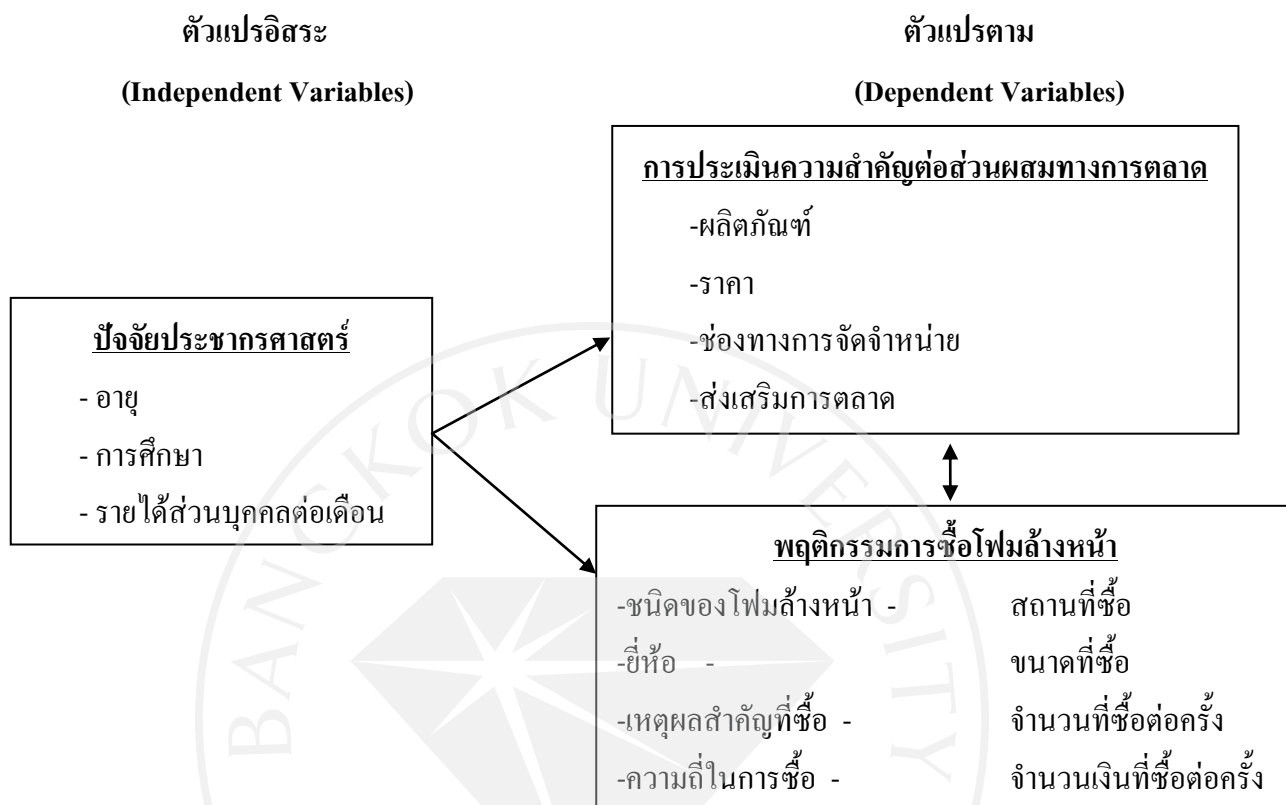 ตัวแปรอิสระ
(Independent Variables)
ตัวแปรตาม
(Dependent Variables)
ปัจจัยประชากรศาสตร์
- อายุ
- การศึกษา
- รายได้ส่วนบุคคลต่อเดือน
การประเมินความสำคัญต่อส่วนผสมทางการตลาด
-ผลิตภัณฑ์
-ราคา
-ช่องทางการจัดจำหน่าย
-ส่งเสริมการตลาด
พฤติกรรมการซื้อโฟมล้างหน้า
-ชนิดของโฟมล้างหน้า - สถานที่ซื้อ
-ยี่ห้อ - ขนาดที่ซื้อ
-เหตุผลสำคัญที่ซื้อ - จำนวนที่ซื้อต่อครั้ง
-ความถี่ในการซื้อ - จำนวนเงินที่ซื้อต่อครั้ง
BANGKOK UNIVERSITY